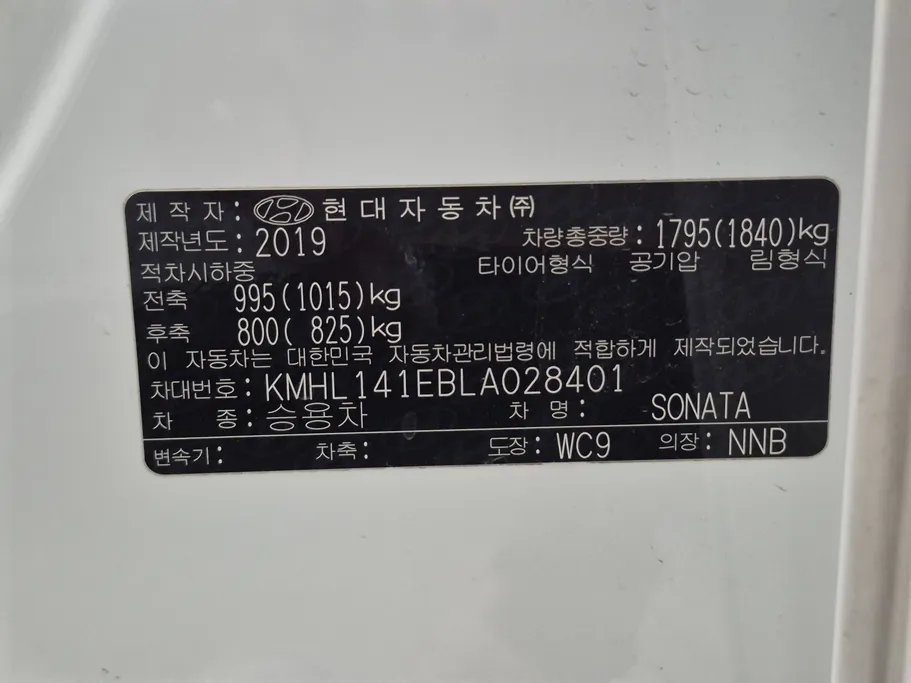 제 작 자 : 현 대 자 동 차 ㈜
제작년도 : 2019 차량총중량 : 1795(1840)kg
적차시하중 타이어형식 공기압 림형식
전축 995(1015)kg
후축 800( 825)kg
이 자동차는 대한민국 자동차관리법령에 적합하게 제작되었습니다.
차대번호 : KMHL141EBLA028401
차 종 : 승용차 차 명 : SONATA
변속기 : 차축 : 도장 : WC9 의장 : NNB